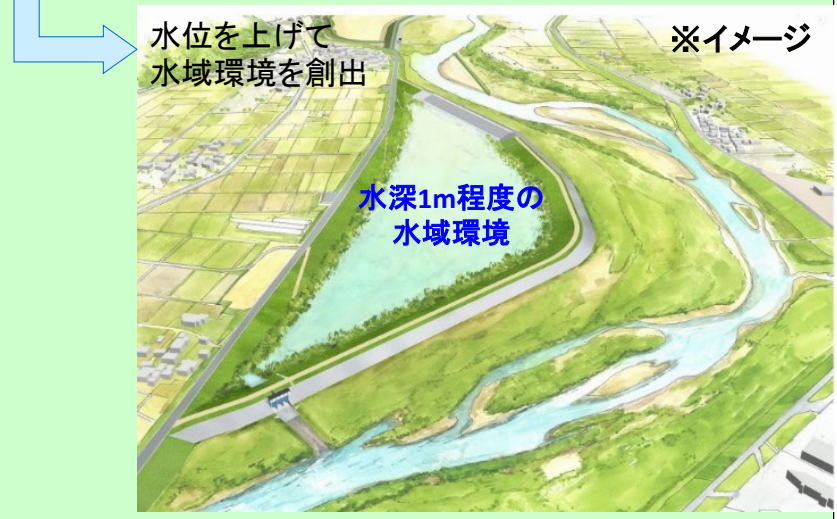 水位を上げて
水域環境を創出
※イメージ
水深1m程度の
水域環境